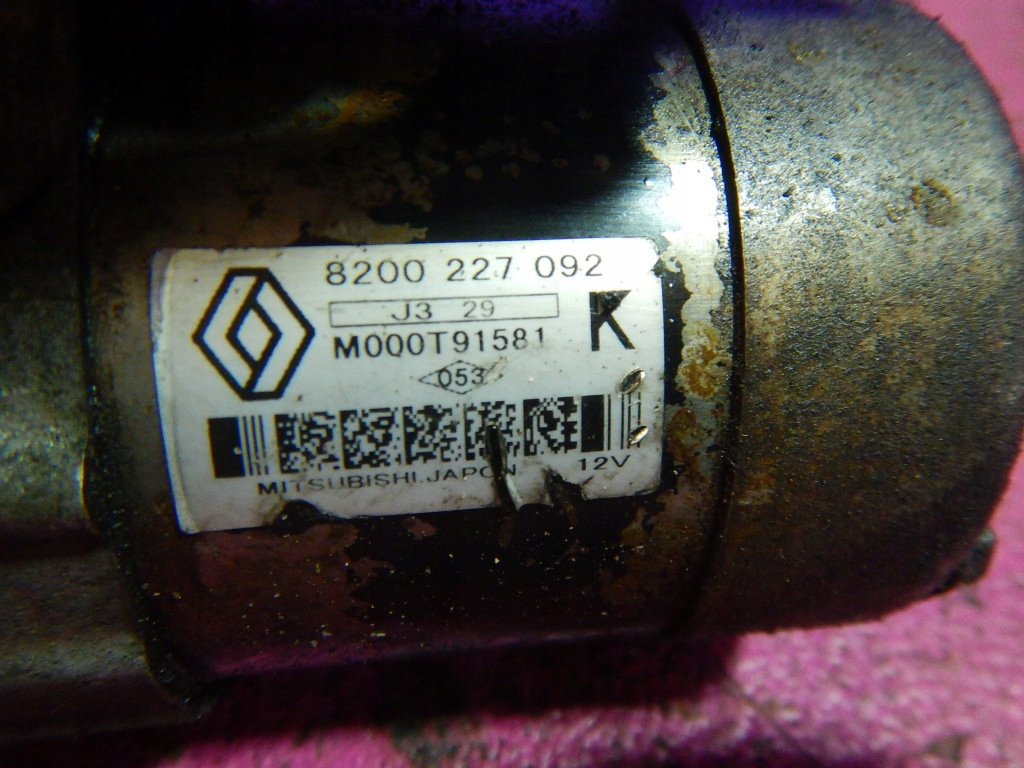 8200 227 092
J3 29
K
M000T91581
053
MITSUBISHI.JAPON
12V